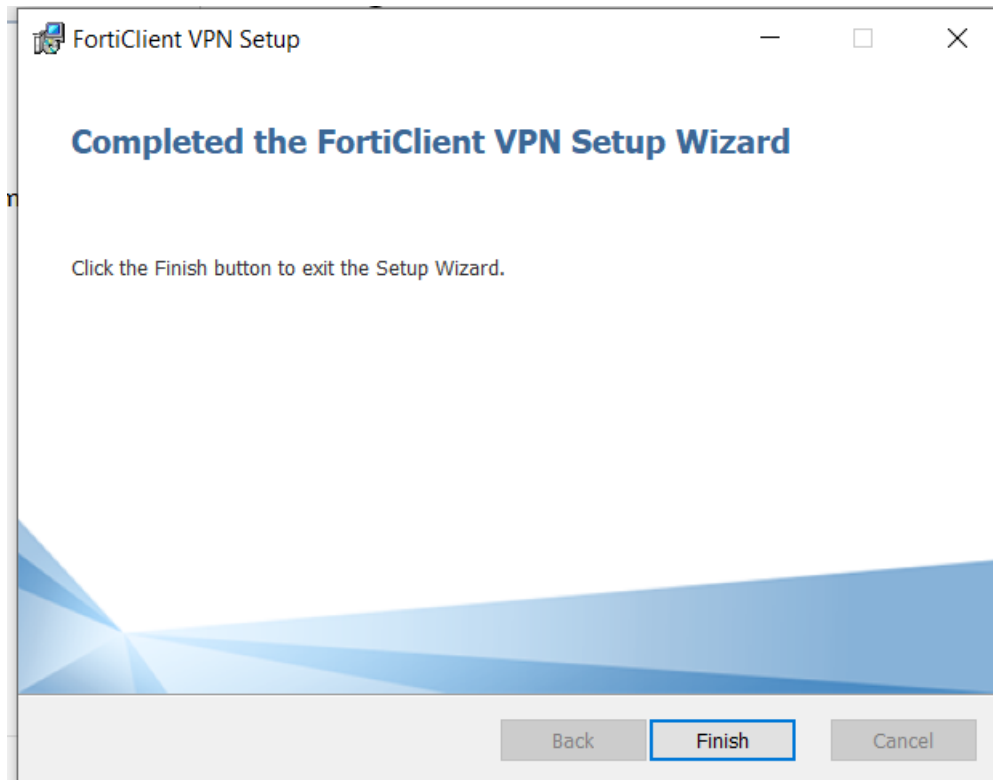 FortiClient VPN Setup
Completed the FortiClient VPN Setup Wizard
Click the Finish button to exit the Setup Wizard.
Back
Finish
Cancel